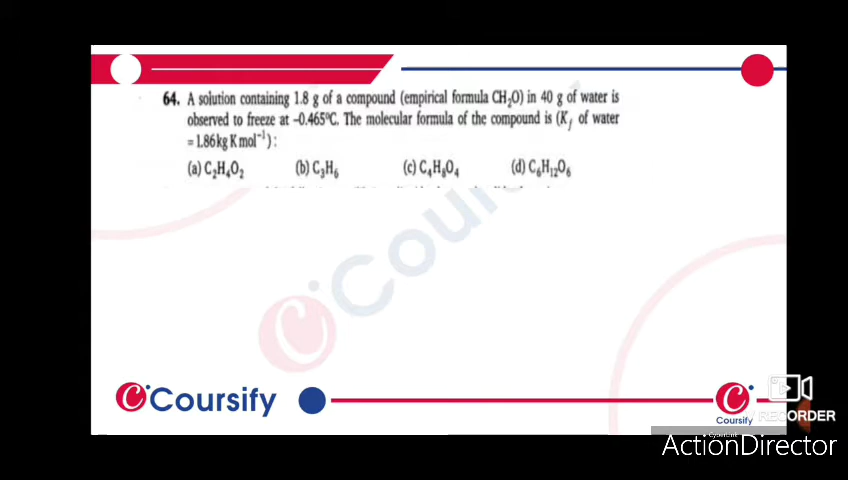 64. A solution containing 1.8 g of a compound (empirical formula CH₂O) in 40 g of water is
observed to freeze at –0.465°C. The molecular formula of the compound is (K_f of water
= 1.86 kg K mol⁻¹) :
(a) C₂H₄O₂ (b) C₃H₆ (c) C₄H₈O₄ (d) C₆H₁₂O₆
Coursify
Coursify
Coursify
RECORDER
ActionDirector